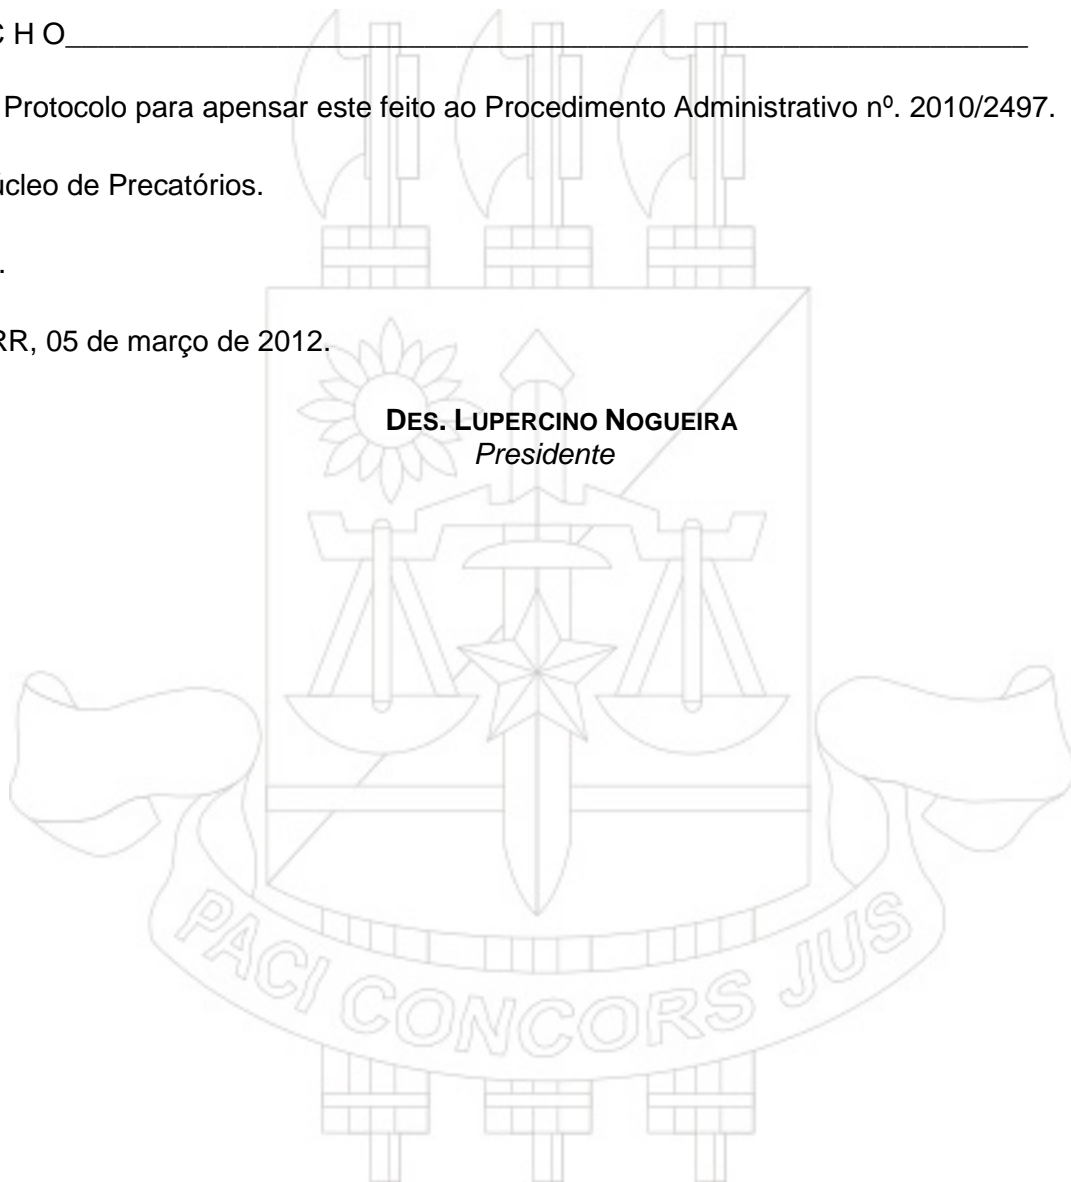 C H O
Protocolo para apensar este feito ao Procedimento Administrativo nº. 2010/2497.
úcleo de Precatórios.
.
RR, 05 de março de 2012.
DES. LUPERCINO NOGUEIRA
Presidente
PACI CONCORS JUS